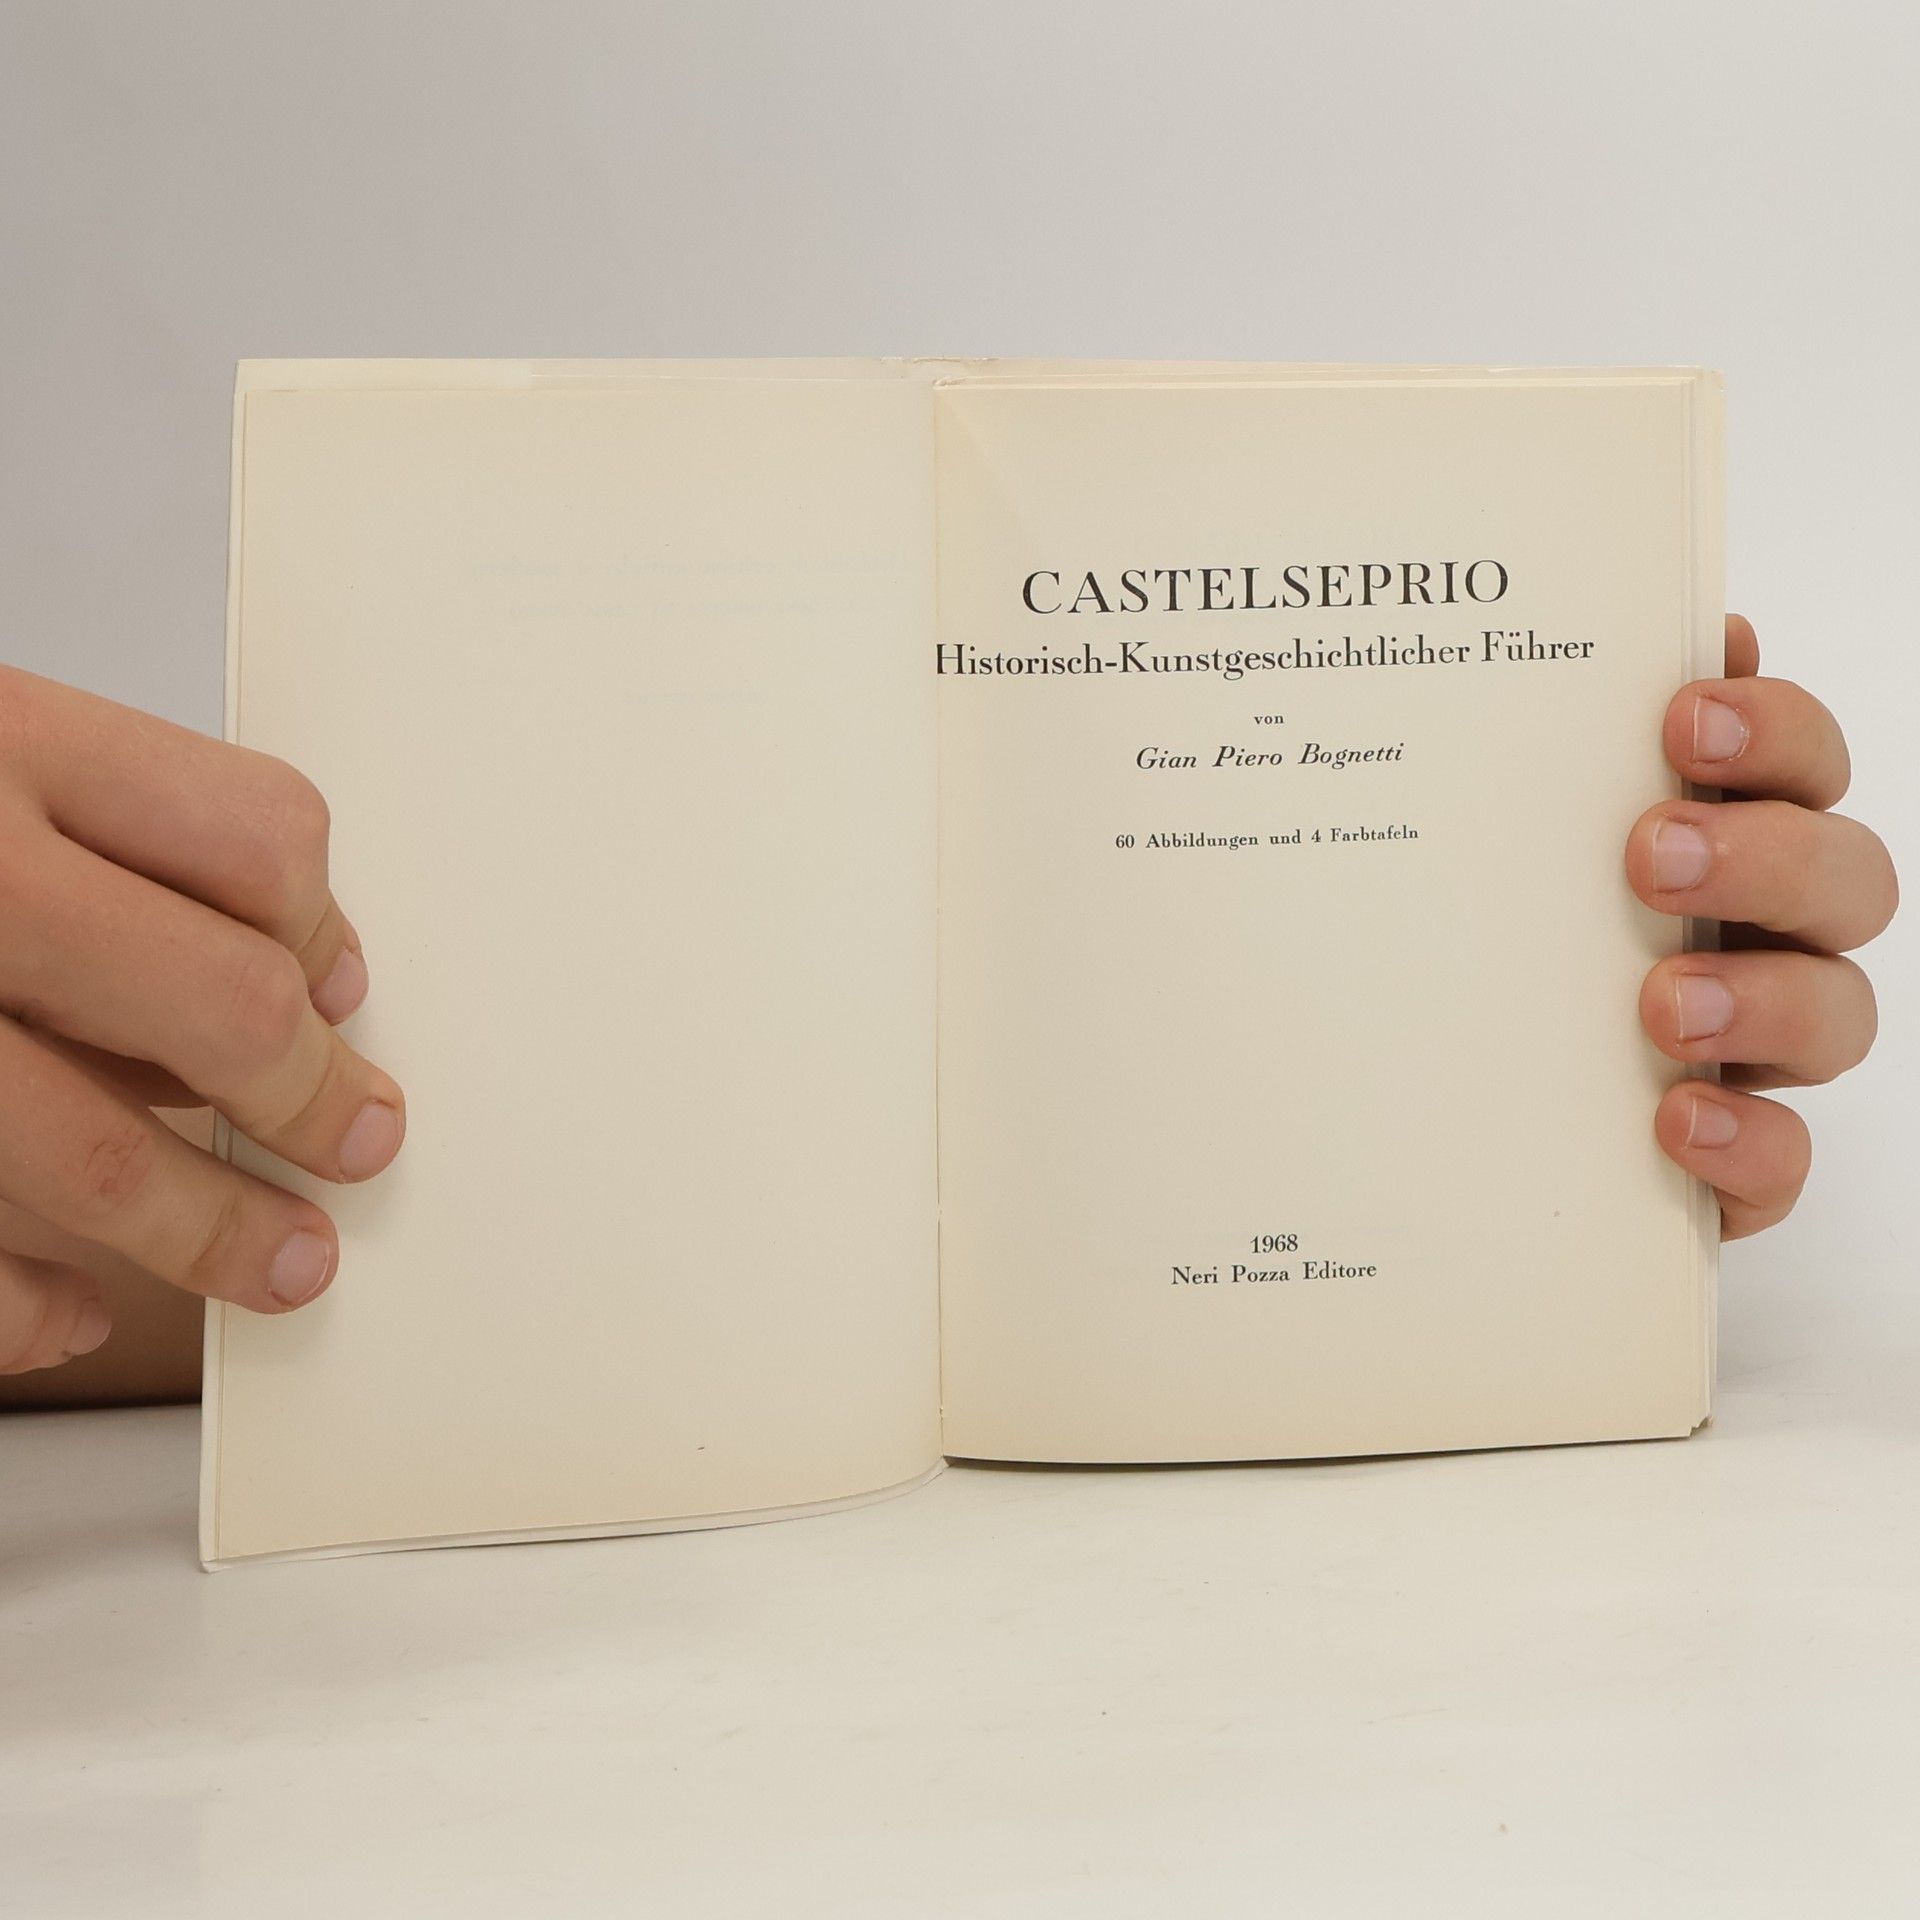 CASTELSEPRIO
Historisch-Kunstgeschichtlicher Führer
von
Gian Piero Bognetti
60 Abbildungen und 4 Farbtafeln
1968
Neri Pozza Editore